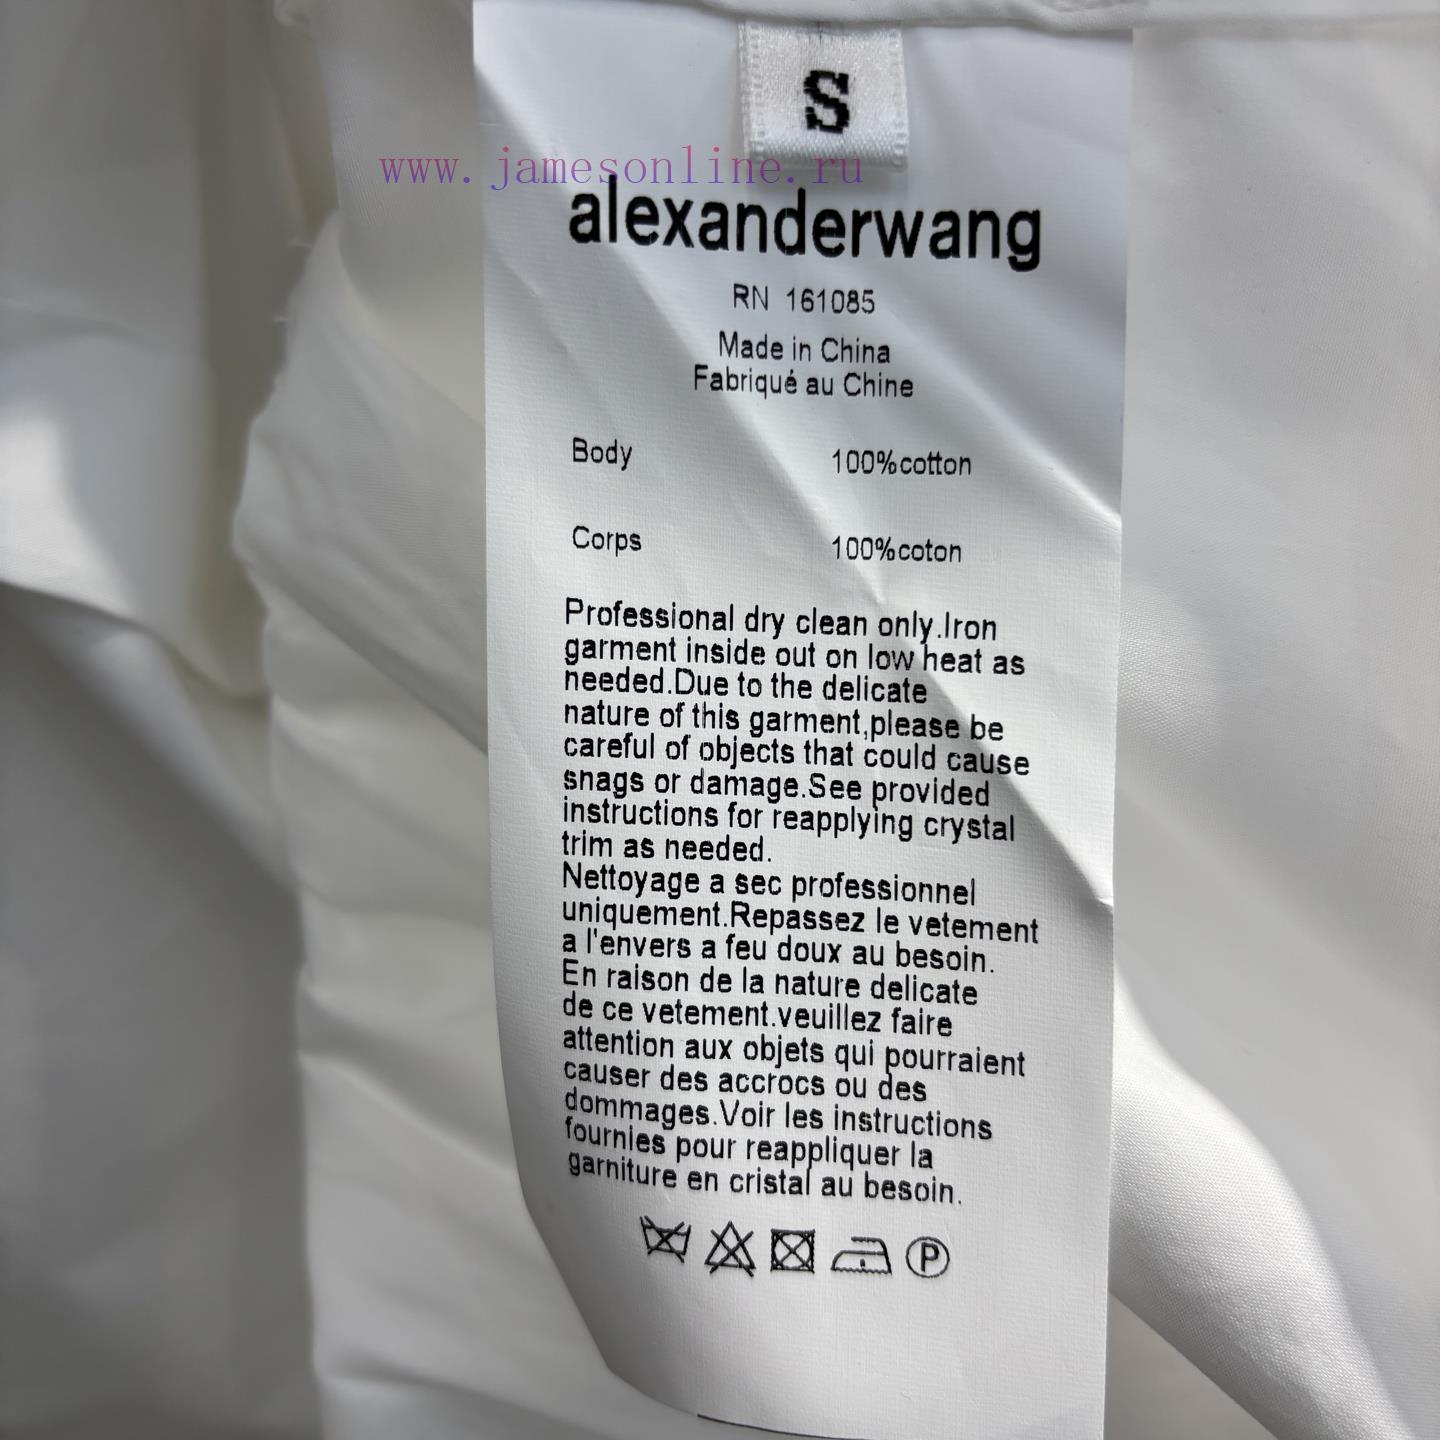 S
www.jamesonline.ru
alexanderwang
RN 161085
Made in China
Fabriqué au Chine
Body 100%cotton
Corps 100%coton
Professional dry clean only.Iron
garment inside out on low heat as
needed.Due to the delicate
nature of this garment,please be
careful of objects that could cause
snags or damage.See provided
instructions for reapplying crystal
trim as needed.
Nettoyage a sec professionnel
uniquement.Repassez le vetement
a l'envers a feu doux au besoin.
En raison de la nature delicate
de ce vetement.veuillez faire
attention aux objets qui pourraient
causer des accrocs ou des
dommages.Voir les instructions
fournies pour reappliquer la
garniture en cristal au besoin.
P